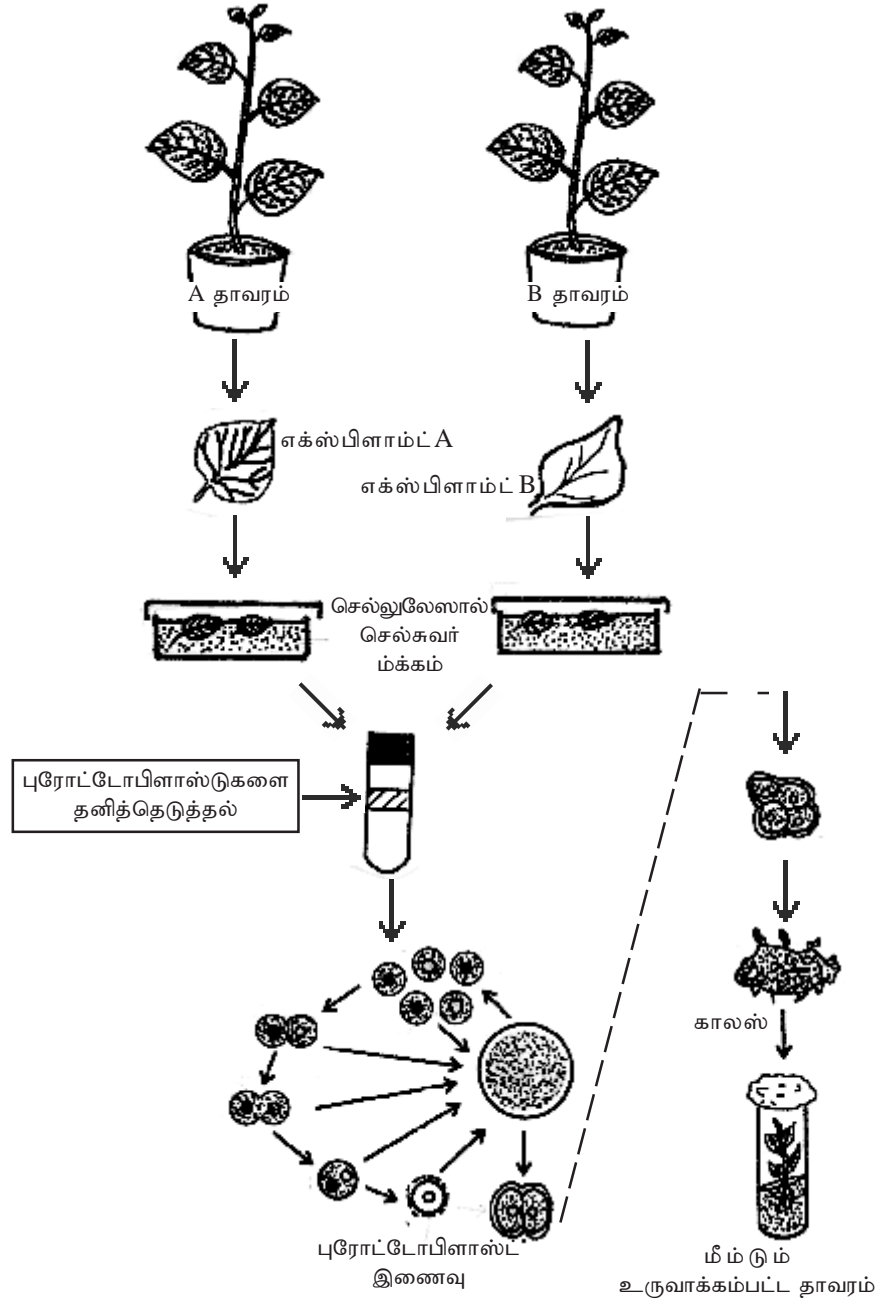 A தாவரம்
B தாவரம்
எக்ஸ்பிளாம்ட் A
எக்ஸ்பிளாம்ட் B
செல்லுலேஸால்
செல்சுவர்
ம்க்கம்
புரோட்டோபிளாஸ்டுகளை
தனித்தெடுத்தல்
புரோட்டோபிளாஸ்ட்
இணைவு
காலஸ்
மீம்டும்
உருவாக்கம்பட்ட தாவரம்